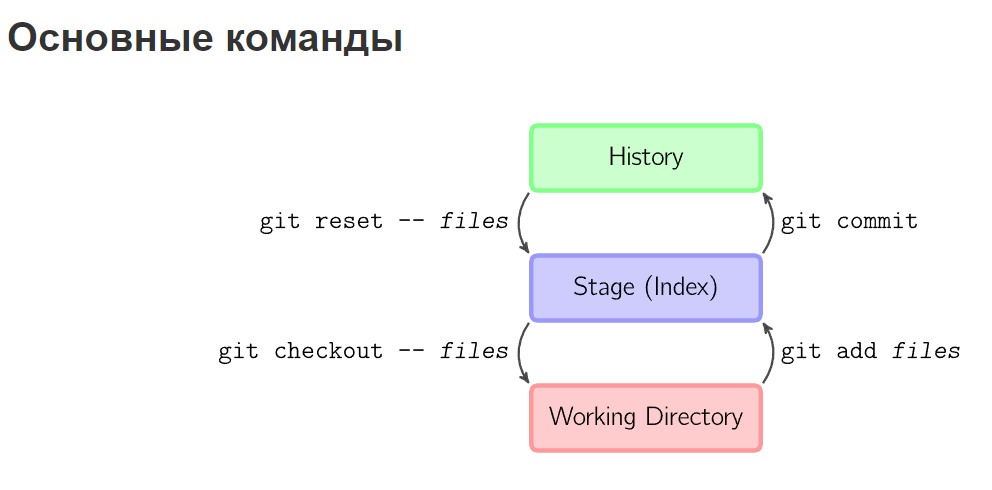 Основные команды
History
git reset -- files
git commit
Stage (Index)
git checkout -- files
git add files
Working Directory